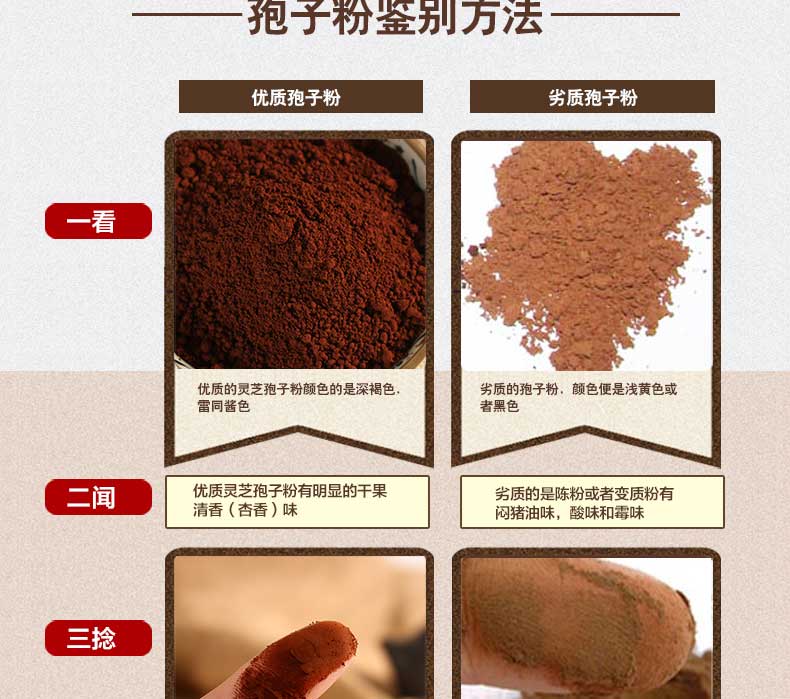 孢子粉鉴别方法
优质孢子粉
劣质孢子粉
一看
优质的灵芝孢子粉颜色的是深褐色．
雷同酱色
劣质的孢子粉．颜色便是浅黄色或
者黑色
二闻
优质灵芝孢子粉有明显的干果
清香（杏香）味
劣质的是陈粉或者变质粉有
闷猪油味，酸味和霉味
三捻